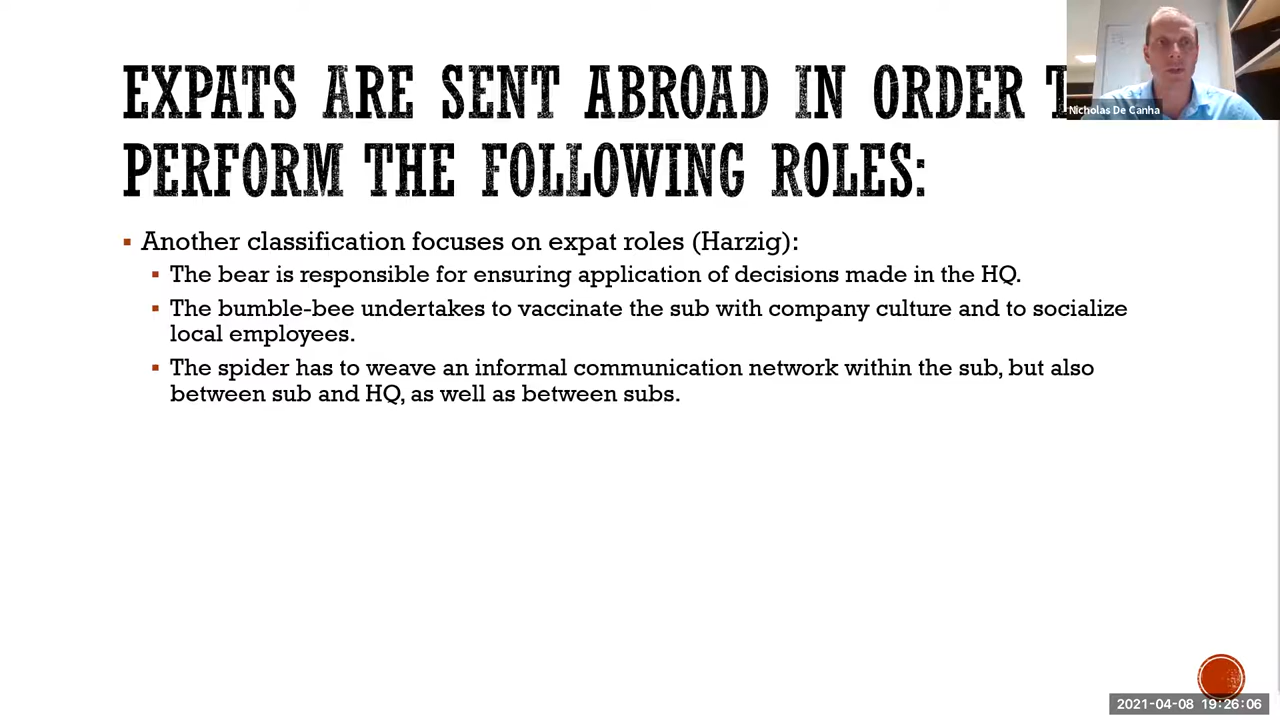 EXPATS ARE SENT ABROAD IN ORDER T
PERFORM THE FOLLOWING ROLES:
Nicholas De Canha
▪ Another classification focuses on expat roles (Harzig):
▪ The bear is responsible for ensuring application of decisions made in the HQ.
▪ The bumble-bee undertakes to vaccinate the sub with company culture and to socialize
local employees.
▪ The spider has to weave an informal communication network within the sub, but also
between sub and HQ, as well as between subs.
2021-04-08 19:26:06